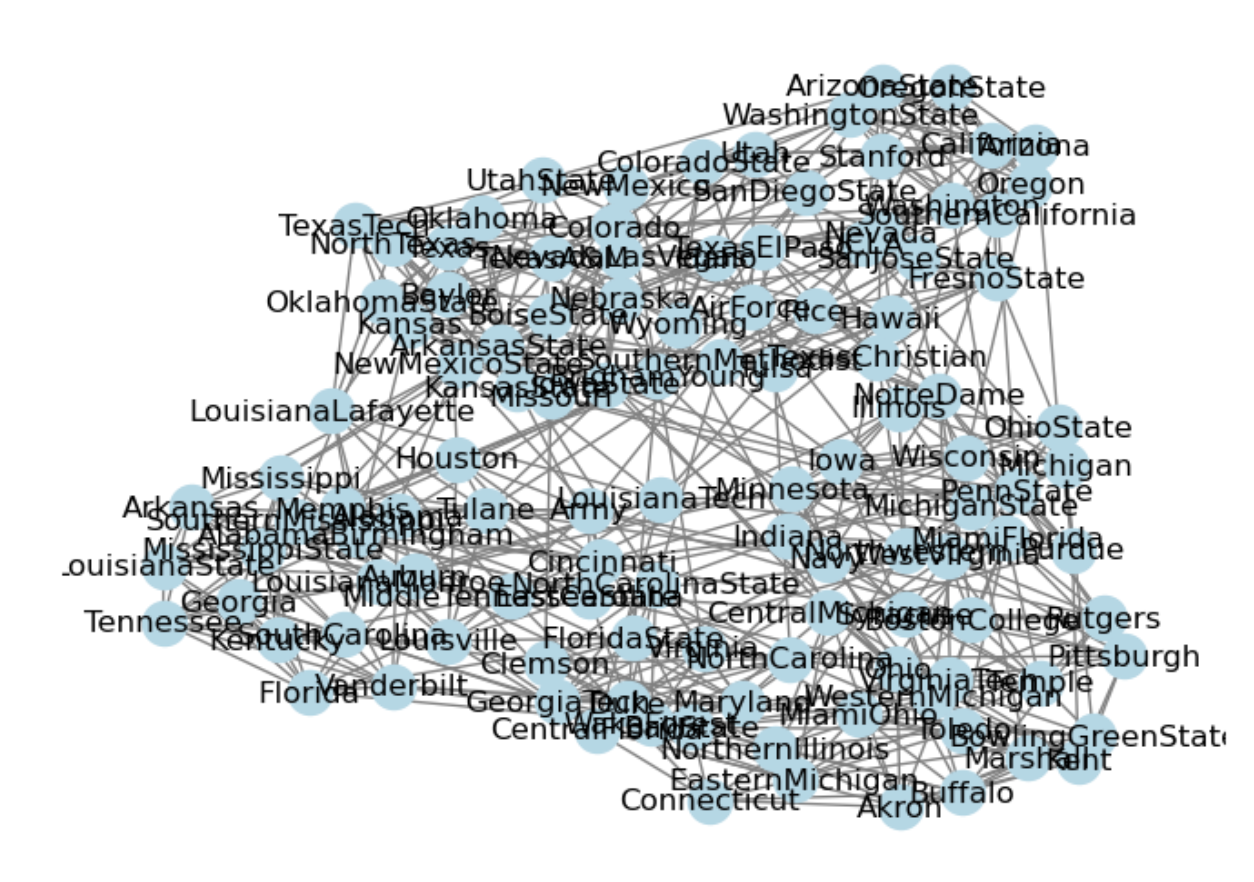 ArizonaState
OregonState
WashingtonState
California
Arizona
Utah
Stanford
ColoradoState
UtahState
NewMexico
SanDiegoState
Oregon
Washington
SouthernCalifornia
TexasTech
Oklahoma
Colorado
Nevada
NorthTexas
TexasElPaso
NevadaLasVegas
SanJoseState
FresnoState
OklahomaState
Baylor
Nebraska
AirForce
Rice
BoiseState
Kansas
Wyoming
Hawaii
ArkansasState
SouthernMethodist
TexasChristian
NewMexicoState
Tulsa
BrighamYoung
KansasState
Missouri
NotreDame
Illinois
LouisianaLafayette
OhioState
Houston
Iowa
Wisconsin
Michigan
Mississippi
Minnesota
PennState
Arkansas
Memphis
Tulane
Army
LouisianaTech
MichiganState
SouthernMississippi
Alabama
AlabamaBirmingham
Indiana
MiamiFlorida
MississippiState
Northwestern
WestVirginia
Purdue
Navy
Cincinnati
LouisianaState
Auburn
LouisianaMonroe
NorthCarolinaState
MiddleTennesseeState
EastCarolina
Georgia
Tennessee
CentralMichigan
Syracuse
BostonCollege
Rutgers
SouthCarolina
Kentucky
Louisville
FloridaState
Virginia
NorthCarolina
Pittsburgh
Clemson
Ohio
VirginiaTech
Temple
Florida
Vanderbilt
GeorgiaTech
Duke
Maryland
WesternMichigan
MiamiOhio
WakeForest
CentralFlorida
BallState
Toledo
BowlingGreenState
NorthernIllinois
Marshall
Kent
EasternMichigan
Connecticut
Buffalo
Akron